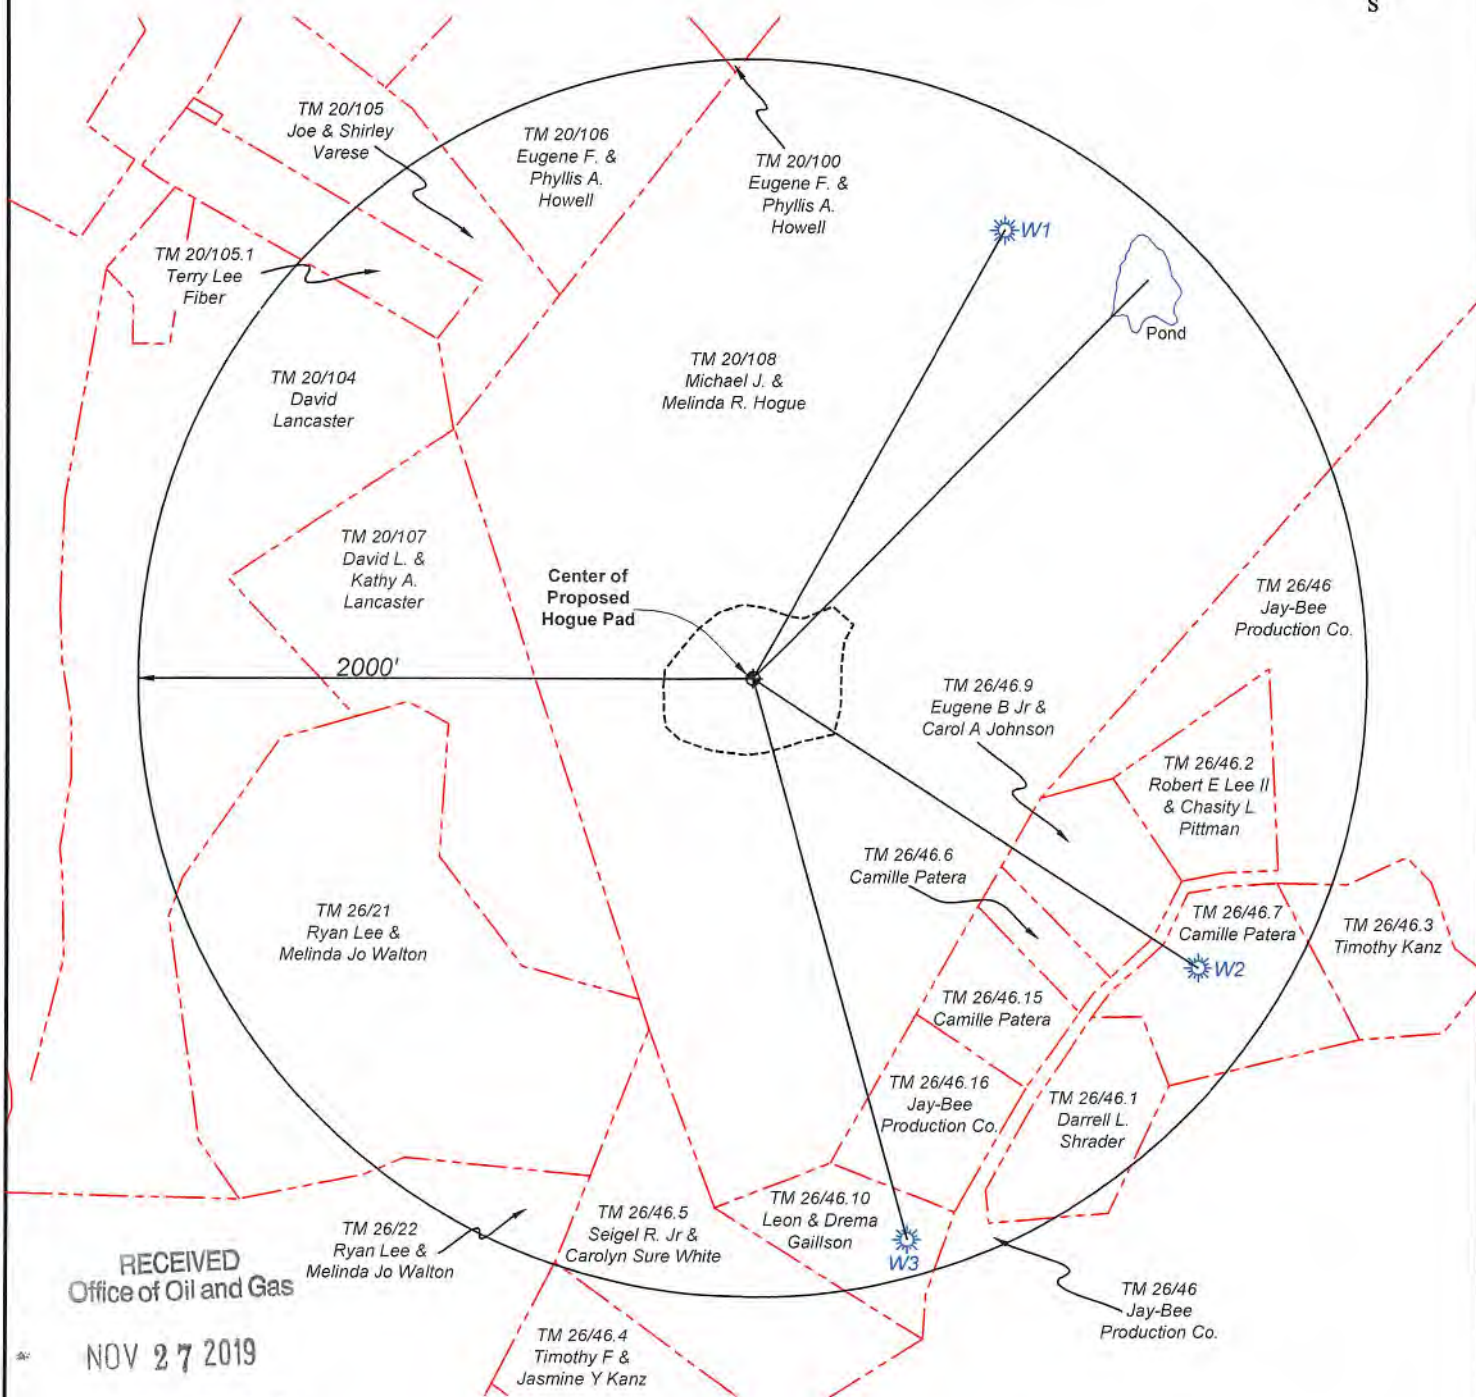 S
TM 20/105
Joe & Shirley
Varese
TM 20/106
Eugene F. &
Phyllis A.
Howell
TM 20/100
Eugene F. &
Phyllis A.
Howell
W1
TM 20/105.1
Terry Lee
Fiber
Pond
TM 20/104
David
Lancaster
TM 20/108
Michael J. &
Melinda R. Hogue
TM 20/107
David L. &
Kathy A.
Lancaster
Center of
Proposed
Hogue Pad
TM 26/46
Jay-Bee
Production Co.
2000'
TM 26/46.9
Eugene B Jr &
Carol A Johnson
TM 26/46.2
Robert E Lee II
& Chasity L
Pittman
TM 26/46.6
Camille Patera
TM 26/21
Ryan Lee &
Melinda Jo Walton
TM 26/46.7
Camille Patera
TM 26/46.3
Timothy Kanz
W2
TM 26/46.15
Camille Patera
TM 26/46.16
Jay-Bee
Production Co.
TM 26/46.1
Darrell L.
Shrader
TM 26/22
Ryan Lee &
Melinda Jo Walton
TM 26/46.5
Seigel R. Jr &
Carolyn Sure White
TM 26/46.10
Leon & Drema
Gaillson
W3
TM 26/46
Jay-Bee
Production Co.
RECEIVED
Office of Oil and Gas
NOV 27 2019
TM 26/46.4
Timothy F &
Jasmine Y Kanz